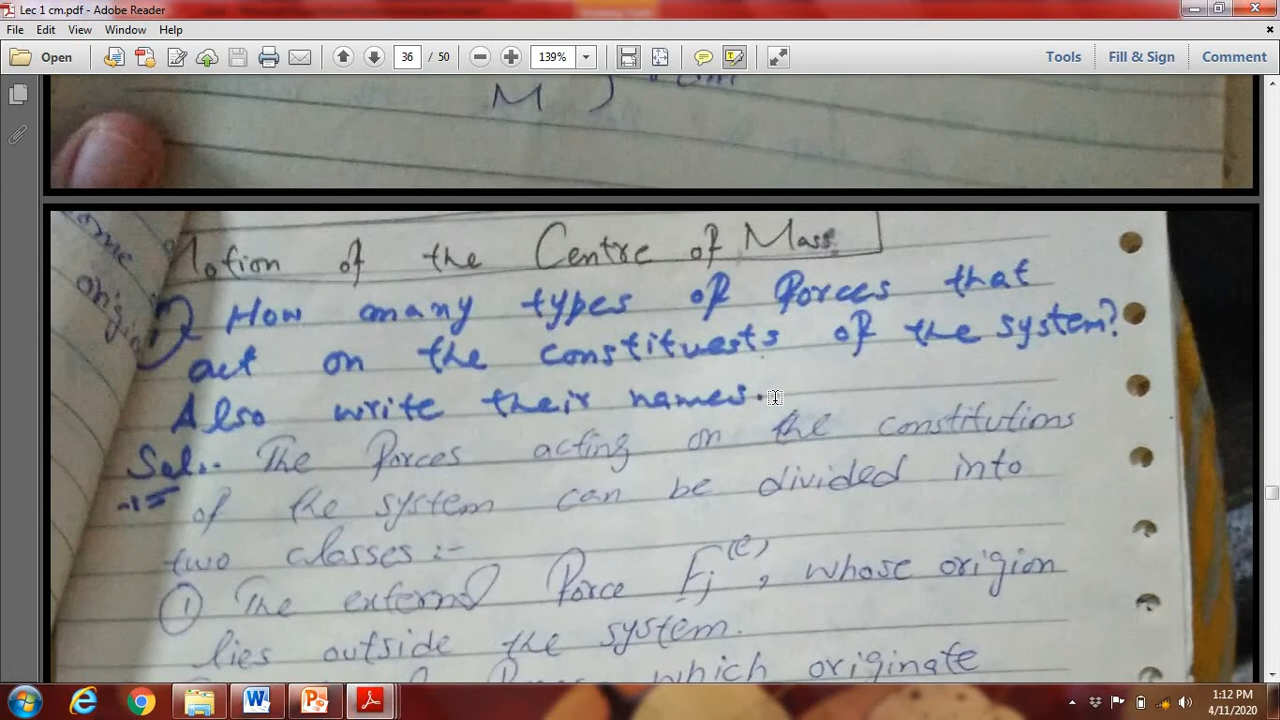 Lec 1 cm.pdf - Adobe Reader
File Edit View Window Help
Open 36 / 50 139% Tools Fill & Sign Comment
M
Motion of the Centre of Mass
How many types of forces that
act on the constituests of the system?
Also write their names.
Sol:- The forces acting on the constitutions
of the system can be divided into
two classes :-
① The external force Fj(e), whose origion
lies outside the system.
which originate
ome
origin
1:12 PM
4/11/2020